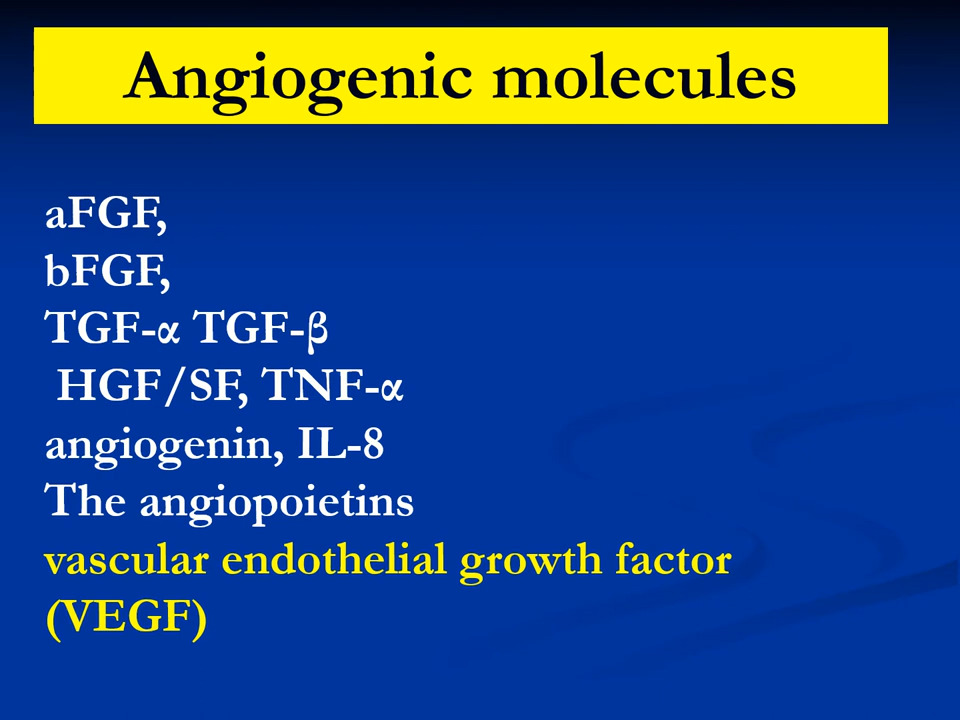 Angiogenic molecules
aFGF,
bFGF,
TGF-α TGF-β
HGF/SF, TNF-α
angiogenin, IL-8
The angiopoietins
vascular endothelial growth factor
(VEGF)